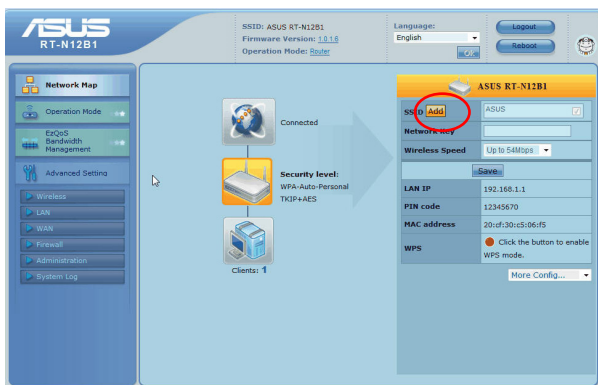 ASUS
RT-N12B1
SSID: ASUS RT-N12B1
Firmware Version: 1.0.1.6
Operation Mode: Router
Language:
English
OK
Logout
Reboot
Network Map
Operation Mode
EzQoS
Bandwidth
Management
Advanced Setting
Wireless
LAN
WAN
Firewall
Administration
System Log
Connected
Security level:
WPA-Auto-Personal
TKIP+AES
Clients: 1
ASUS RT-N12B1
SSID Add ASUS
Network Key
Wireless Speed Up to 54Mbps
Save
LAN IP 192.168.1.1
PIN code 12345670
MAC address 20:cf:30:c5:06:f5
WPS Click the button to enable
WPS mode.
More Config...